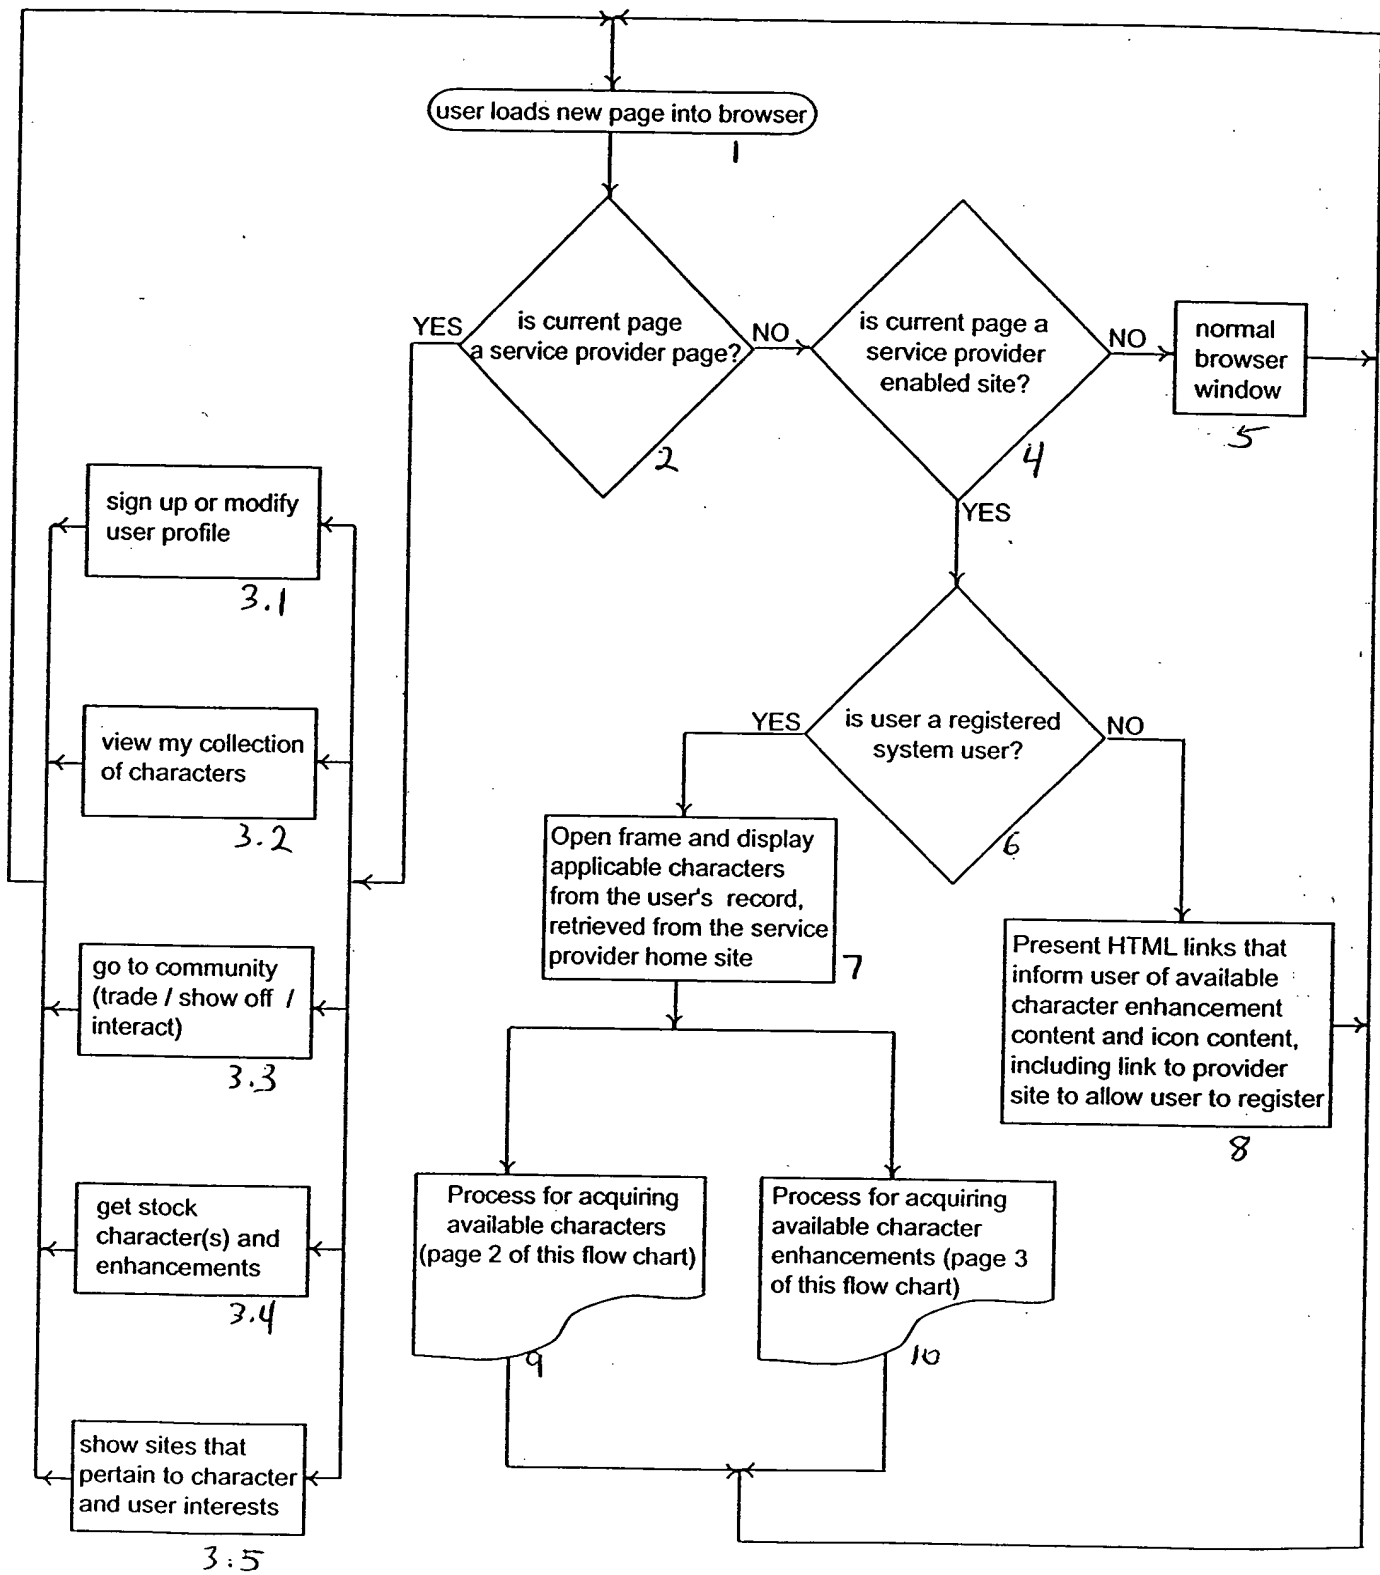 user loads new page into browser
1
YES
is current page
a service provider page?
2
NO
is current page a
service provider
enabled site?
4
NO
normal
browser
window
5
YES
sign up or modify
user profile
3.1
view my collection
of characters
3.2
go to community
(trade / show off /
interact)
3.3
get stock
character(s) and
enhancements
3.4
show sites that
pertain to character
and user interests
3.5
YES
is user a registered
system user?
6
NO
Open frame and display
applicable characters
from the user's record,
retrieved from the service
provider home site
7
Present HTML links that
inform user of available
character enhancement
content and icon content,
including link to provider
site to allow user to register
8
Process for acquiring
available characters
(page 2 of this flow chart)
9
Process for acquiring
available character
enhancements (page 3
of this flow chart)
10